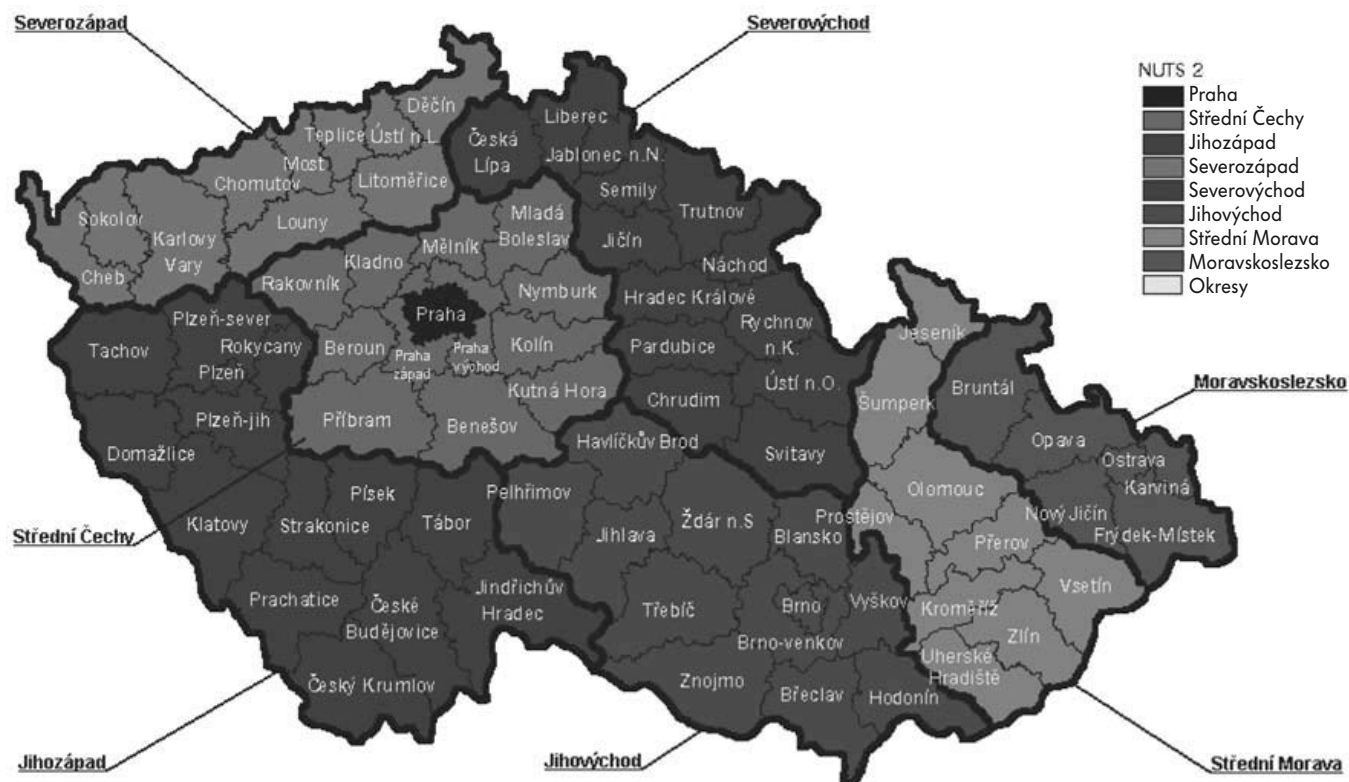 Severozápad
Severovýchod
NUTS 2
Praha
Střední Čechy
Jihozápad
Severozápad
Severovýchod
Jihovýchod
Střední Morava
Moravskoslezsko
Okresy
Děčín
Liberec
Teplice
Ústí n.L.
Česká
Lípa
Jablonec n.N.
Most
Chomutov
Litoměřice
Semily
Trutnov
Sokolov
Louny
Mladá
Boleslav
Karlovy
Vary
Mělník
Jičín
Cheb
Kladno
Náchod
Rakovník
Nymburk
Hradec Králové
Praha
Plzeň-sever
Rychnov
n.K.
Jeseník
Tachov
Rokycany
Beroun
Praha
západ
Praha
východ
Kolín
Pardubice
Plzeň
Ústí n.O.
Bruntál
Moravskoslezsko
Kutná Hora
Chrudim
Šumperk
Plzeň-jih
Příbram
Benešov
Havlíčkův Brod
Opava
Domažlice
Svitavy
Ostrava
Karviná
Olomouc
Písek
Pelhřimov
Klatovy
Strakonice
Tábor
Žďár n.S
Prostějov
Nový Jičín
Střední Čechy
Jihlava
Blansko
Přerov
Frýdek-Místek
Vsetín
Jindřichův
Hradec
Prachatice
České
Budějovice
Třebíč
Brno
Vyškov
Kroměříž
Brno-venkov
Zlín
Uherské
Hradiště
Český Krumlov
Znojmo
Břeclav
Hodonín
Jihozápad
Jihovýchod
Střední Morava